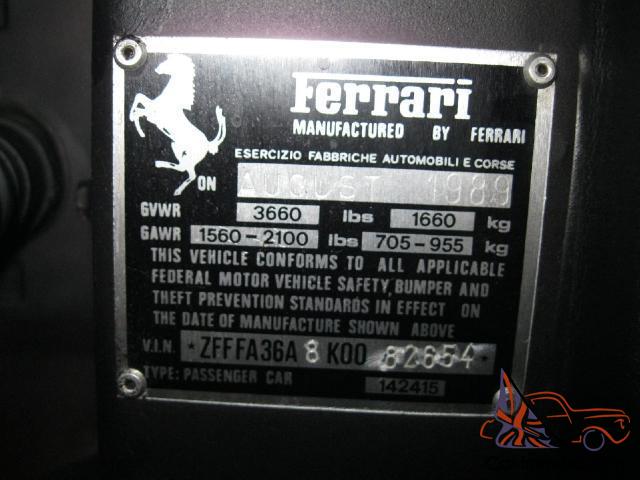 Ferrari
MANUFACTURED BY FERRARI
ESERCIZIO FABBRICHE AUTOMOBILI E CORSE
ON AUGUST 1989
GVWR 3660 lbs 1660 kg
GAWR 1560-2100 lbs 705-955 kg
THIS VEHICLE CONFORMS TO ALL APPLICABLE
FEDERAL MOTOR VEHICLE SAFETY, BUMPER AND
THEFT PREVENTION STANDARDS IN EFFECT ON
THE DATE OF MANUFACTURE SHOWN ABOVE
V.I.N. *ZFFFA36A 8 K00 82654*
TYPE: PASSENGER CAR 142415